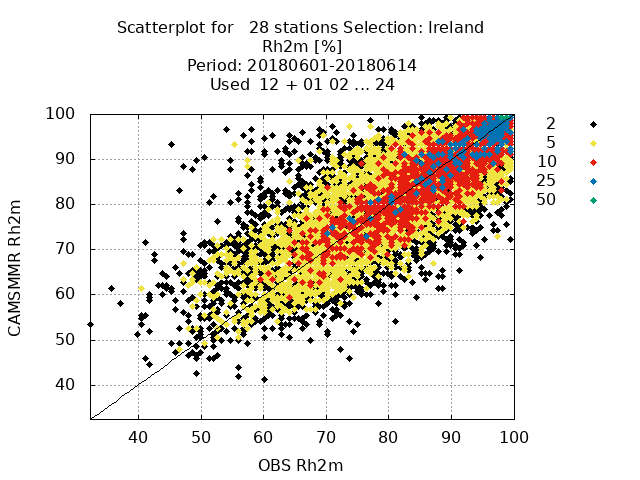 Scatterplot for   28 stations Selection: Ireland
Rh2m [%]
Period: 20180601-20180614
Used  12 + 01 02 ... 24
100
90
80
70
60
50
40
CAMSMMR Rh2m
40 50 60 70 80 90 100
OBS Rh2m
2
5
10
25
50